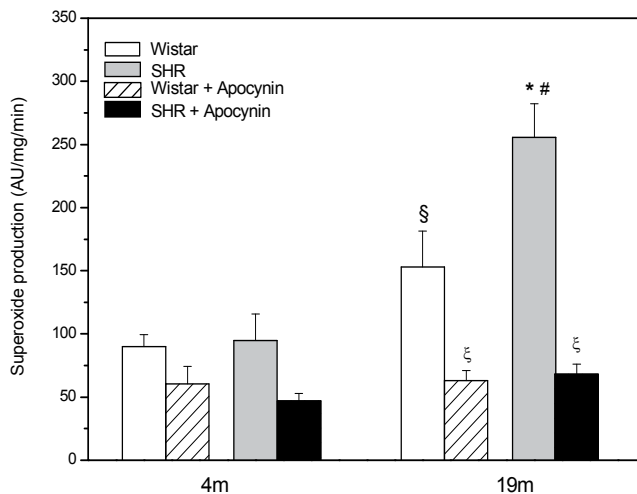 350
300
250
200
150
100
50
0
Superoxide production (AU/mg/min)
Wistar
SHR
Wistar + Apocynin
SHR + Apocynin
§
ξ
* #
ξ
4m 19m